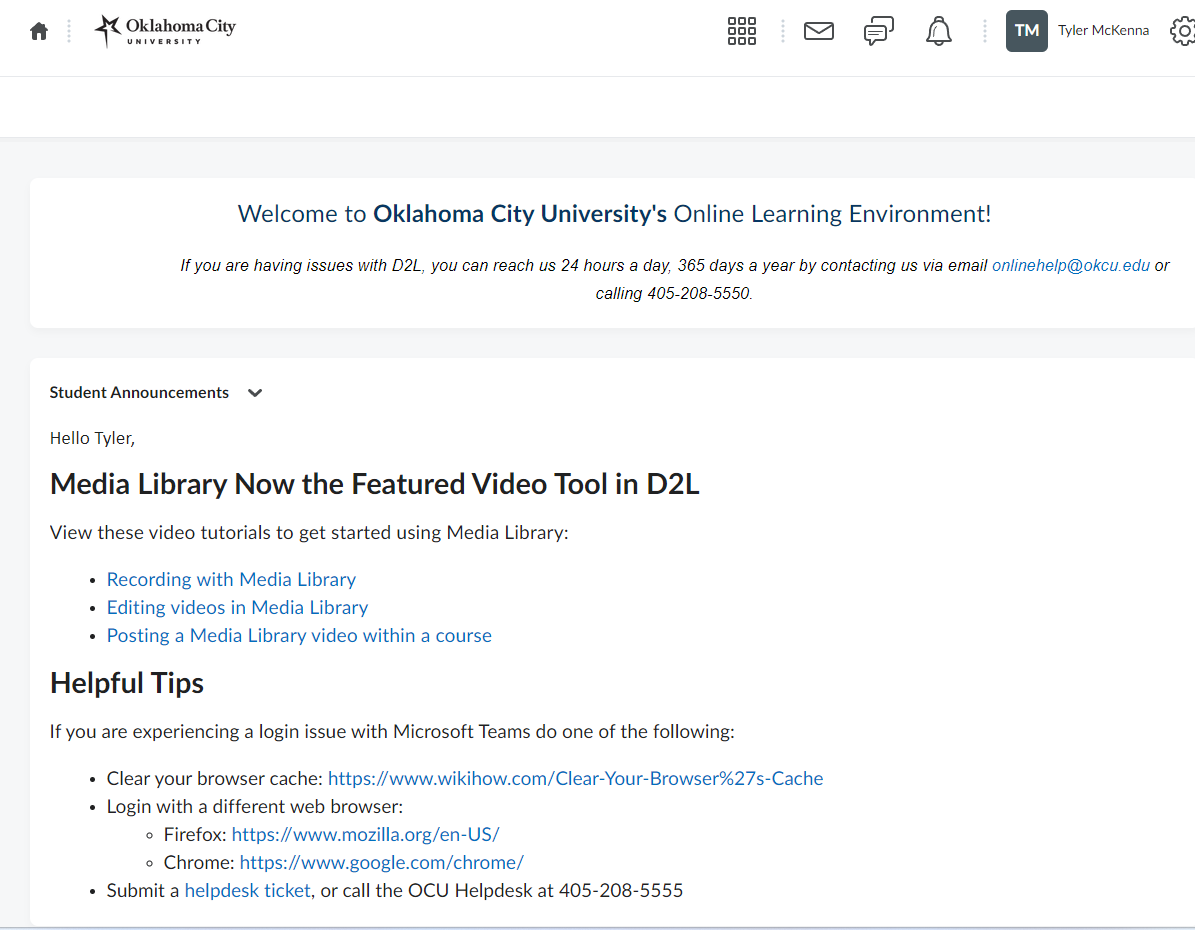 Oklahoma City
UNIVERSITY
TM
Tyler McKenna
Welcome to Oklahoma City University's Online Learning Environment!
If you are having issues with D2L, you can reach us 24 hours a day, 365 days a year by contacting us via email onlinehelp@okcu.edu or
calling 405-208-5550.
Student Announcements
Hello Tyler,
Media Library Now the Featured Video Tool in D2L
View these video tutorials to get started using Media Library:
• Recording with Media Library
• Editing videos in Media Library
• Posting a Media Library video within a course
Helpful Tips
If you are experiencing a login issue with Microsoft Teams do one of the following:
• Clear your browser cache: https://www.wikihow.com/Clear-Your-Browser%27s-Cache
• Login with a different web browser:
◦ Firefox: https://www.mozilla.org/en-US/
◦ Chrome: https://www.google.com/chrome/
• Submit a helpdesk ticket, or call the OCU Helpdesk at 405-208-5555